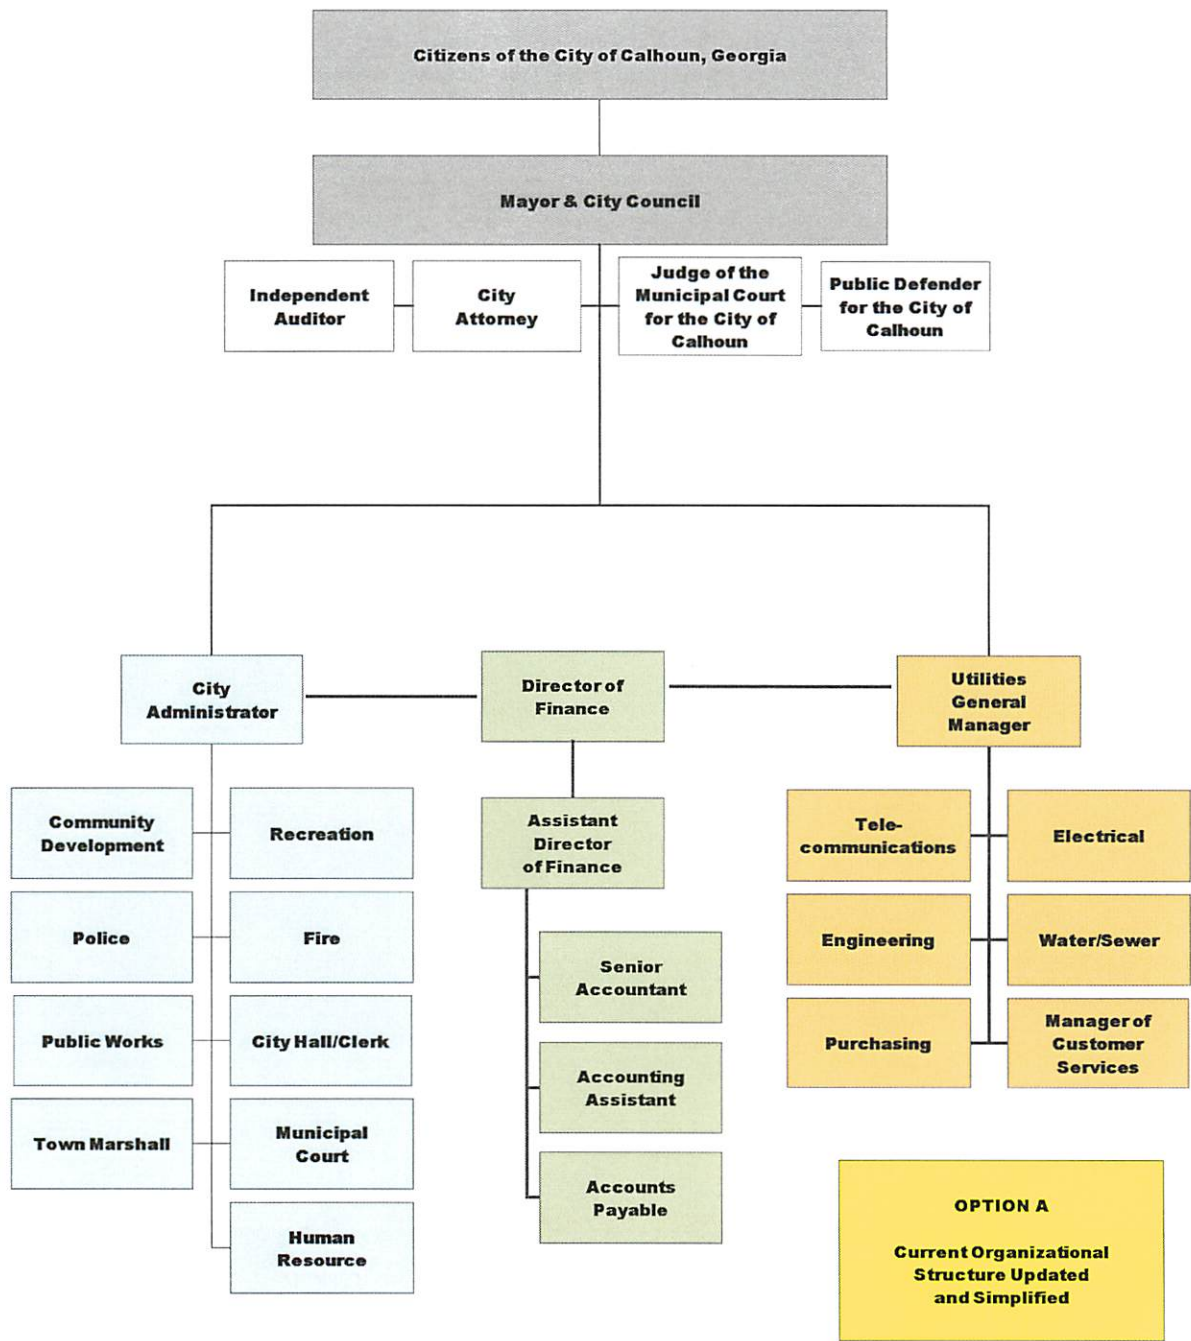 Citizens of the City of Calhoun, Georgia
Mayor & City Council
Independent
Auditor
City
Attorney
Judge of the
Municipal Court
for the City of
Calhoun
Public Defender
for the City of
Calhoun
City
Administrator
Director of
Finance
Utilities
General
Manager
Community
Development
Recreation
Police
Fire
Public Works
City Hall/Clerk
Town Marshall
Municipal
Court
Human
Resource
Assistant
Director
of Finance
Senior
Accountant
Accounting
Assistant
Accounts
Payable
Tele-
communications
Electrical
Engineering
Water/Sewer
Purchasing
Manager of
Customer
Services
OPTION A
Current Organizational
Structure Updated
and Simplified